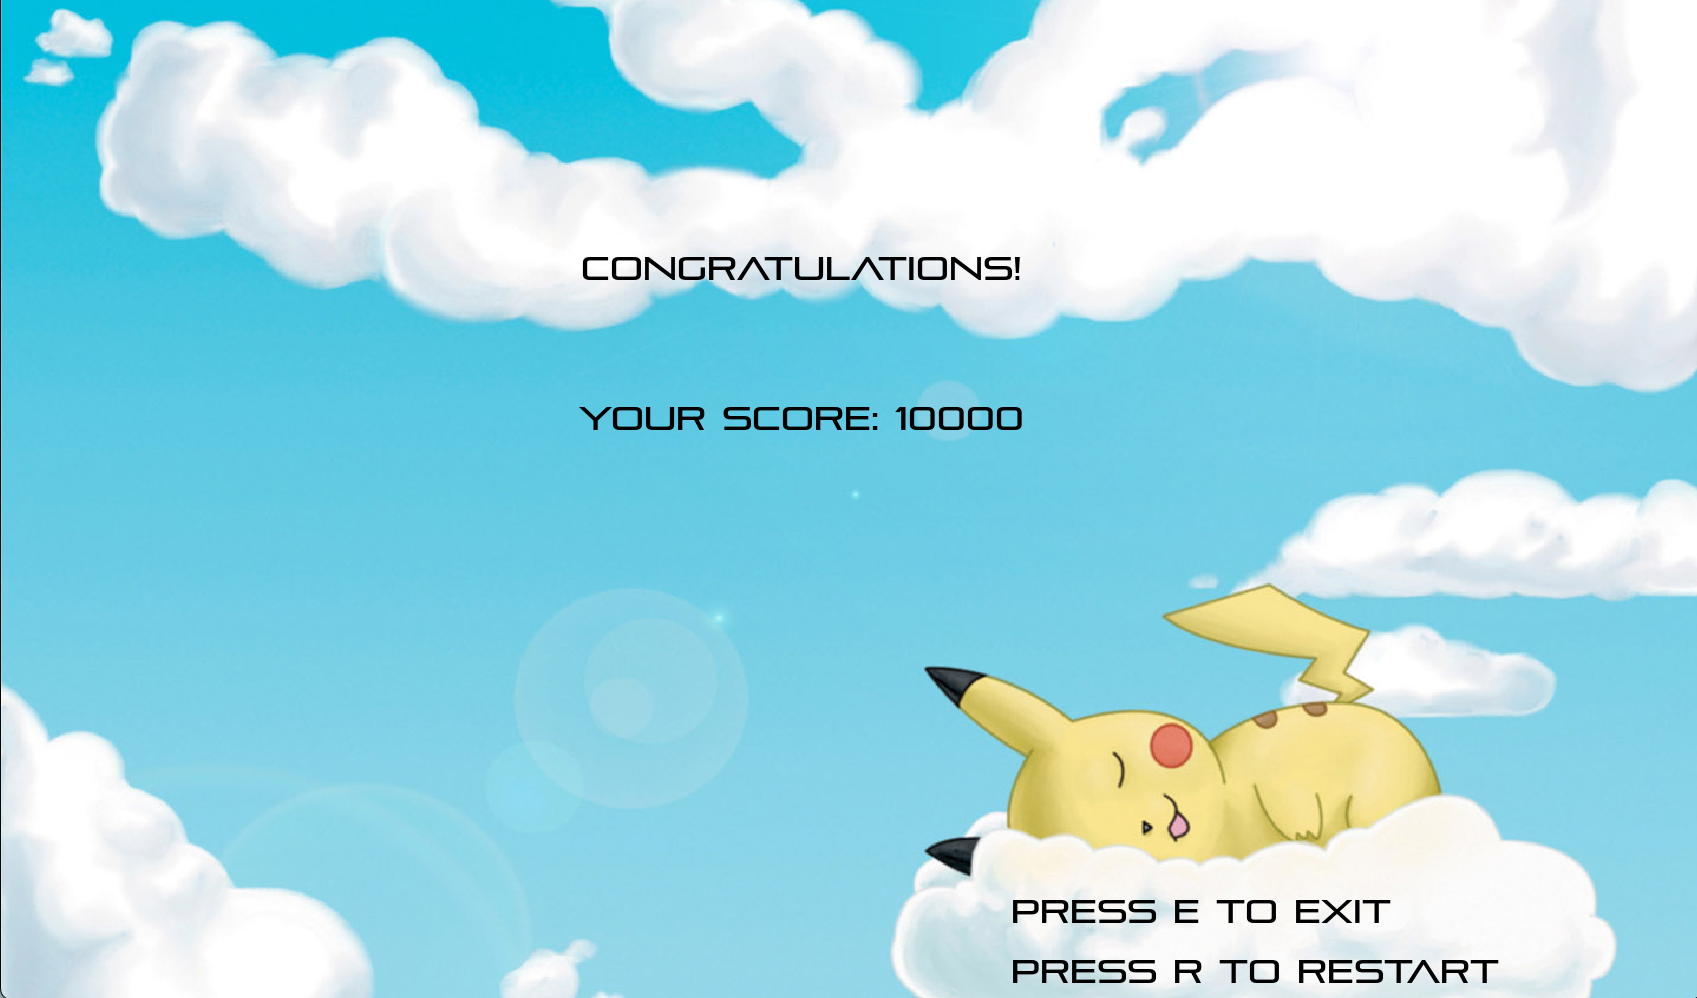 CONGRATULATIONS!
YOUR SCORE: 10000
PRESS E TO EXIT
PRESS R TO RESTART